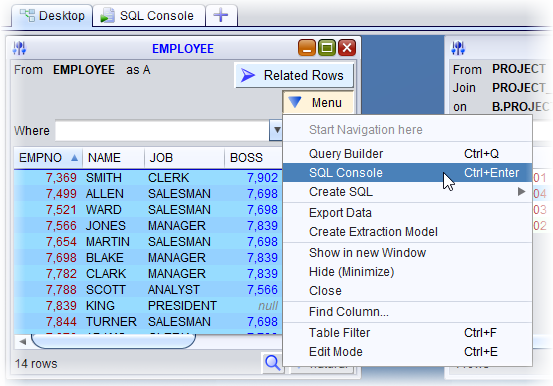 Desktop SQL Console
EMPLOYEE
From EMPLOYEE as A
Related Rows
Menu
Where
EMPNO NAME JOB BOSS
7,369 SMITH CLERK 7,902
7,499 ALLEN SALESMAN 7,698
7,521 WARD SALESMAN 7,698
7,566 JONES MANAGER 7,839
7,654 MARTIN SALESMAN 7,698
7,698 BLAKE MANAGER 7,839
7,782 CLARK MANAGER 7,839
7,788 SCOTT ANALYST 7,566
7,839 KING PRESIDENT null
7,844 TURNER SALESMAN 7,698
14 rows
Start Navigation here
Query Builder Ctrl+Q
SQL Console Ctrl+Enter
Create SQL
Export Data
Create Extraction Model
Show in new Window
Hide (Minimize)
Close
Find Column...
Table Filter Ctrl+F
Edit Mode Ctrl+E
From PROJECT
Join PROJECT_
on B.PROJEC